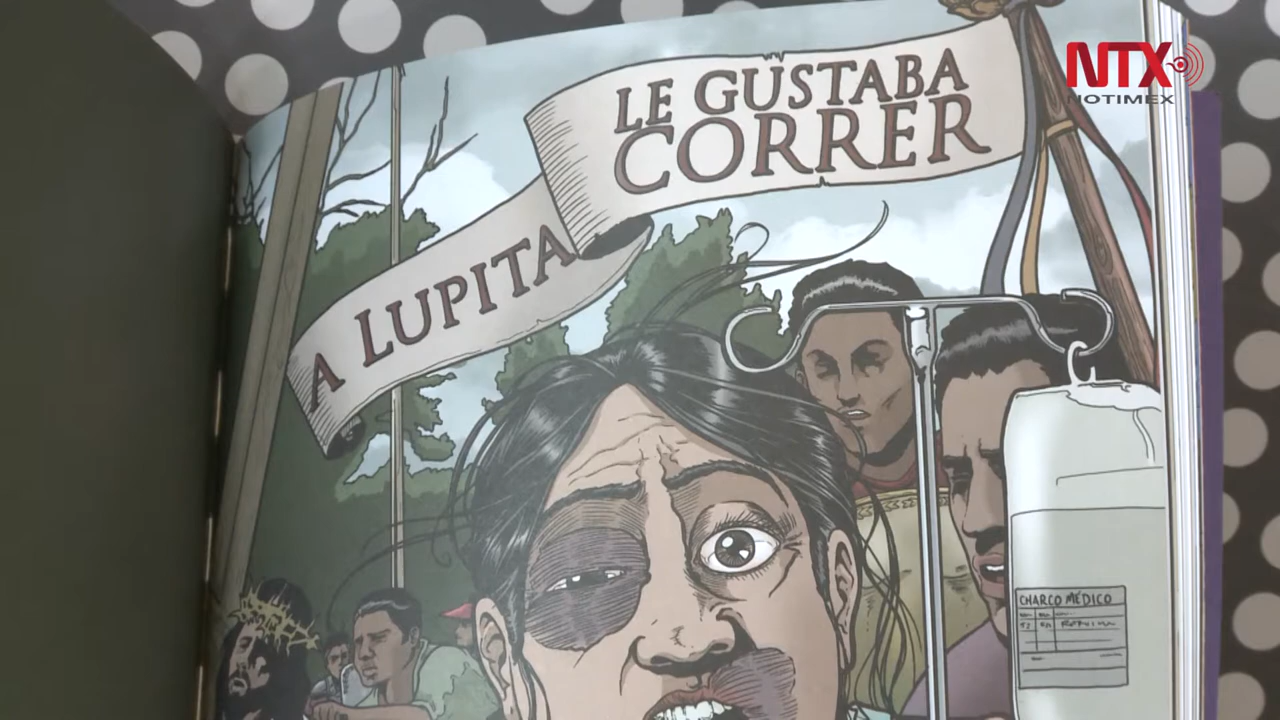 NTX
NOTIMEX
A LUPITA
LE GUSTABA
CORRER
CHARCO MÉDICO